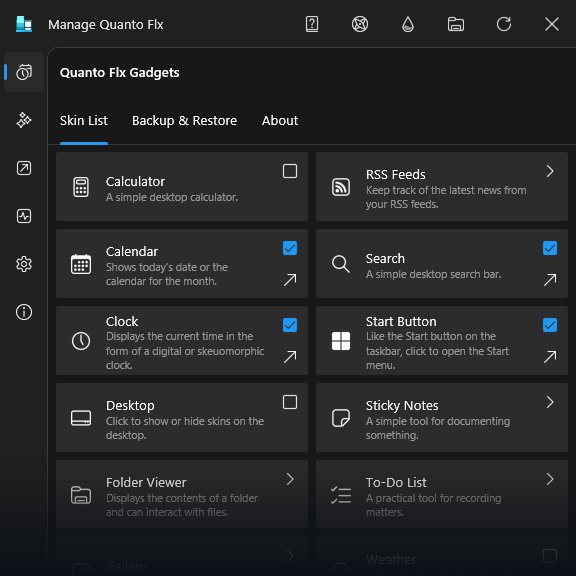 Manage Quanto Flx
Quanto Flx Gadgets
Skin List
Backup & Restore
About
Calculator
A simple desktop calculator.
RSS Feeds
Keep track of the latest news from
your RSS feeds.
Calendar
Shows today's date or the
calendar for the month.
Search
A simple desktop search bar.
Clock
Displays the current time in the
form of a digital or skeuomorphic
clock.
Start Button
Like the Start button on the
taskbar, click to open the Start
menu.
Desktop
Click to show or hide skins on the
desktop.
Sticky Notes
A simple tool for documenting
something.
Folder Viewer
Displays the contents of a folder
and can interact with files.
To-Do List
A practical tool for recording
matters.
Gallery
Weather